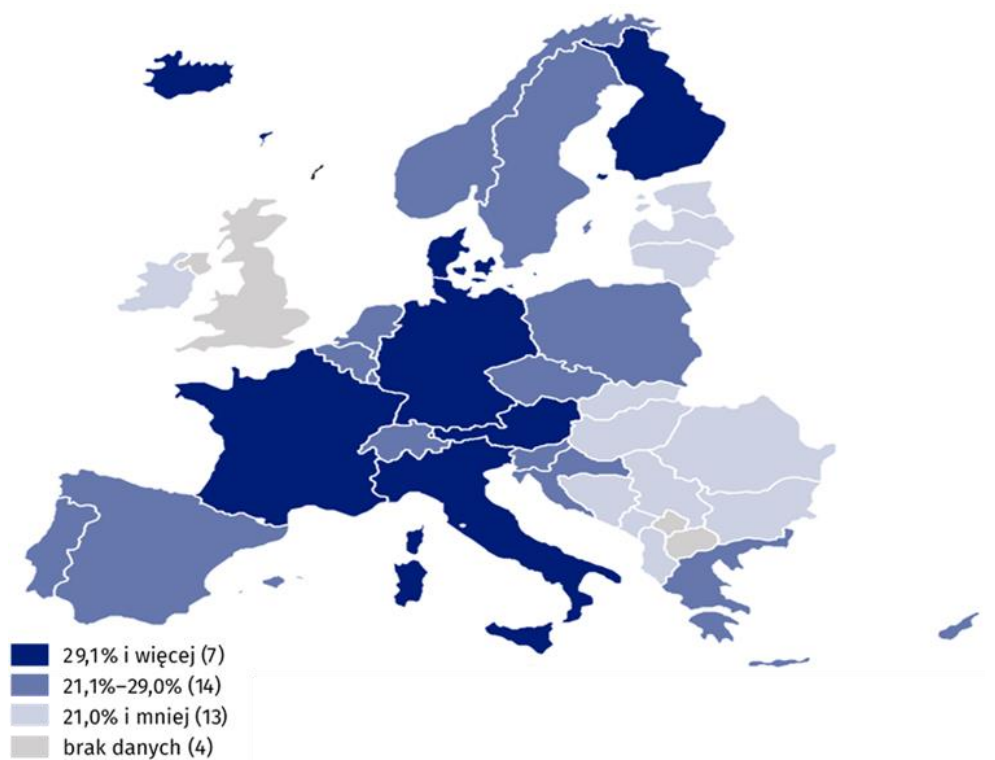 29,1% i więcej (7)
21,1%–29,0% (14)
21,0% i mniej (13)
brak danych (4)